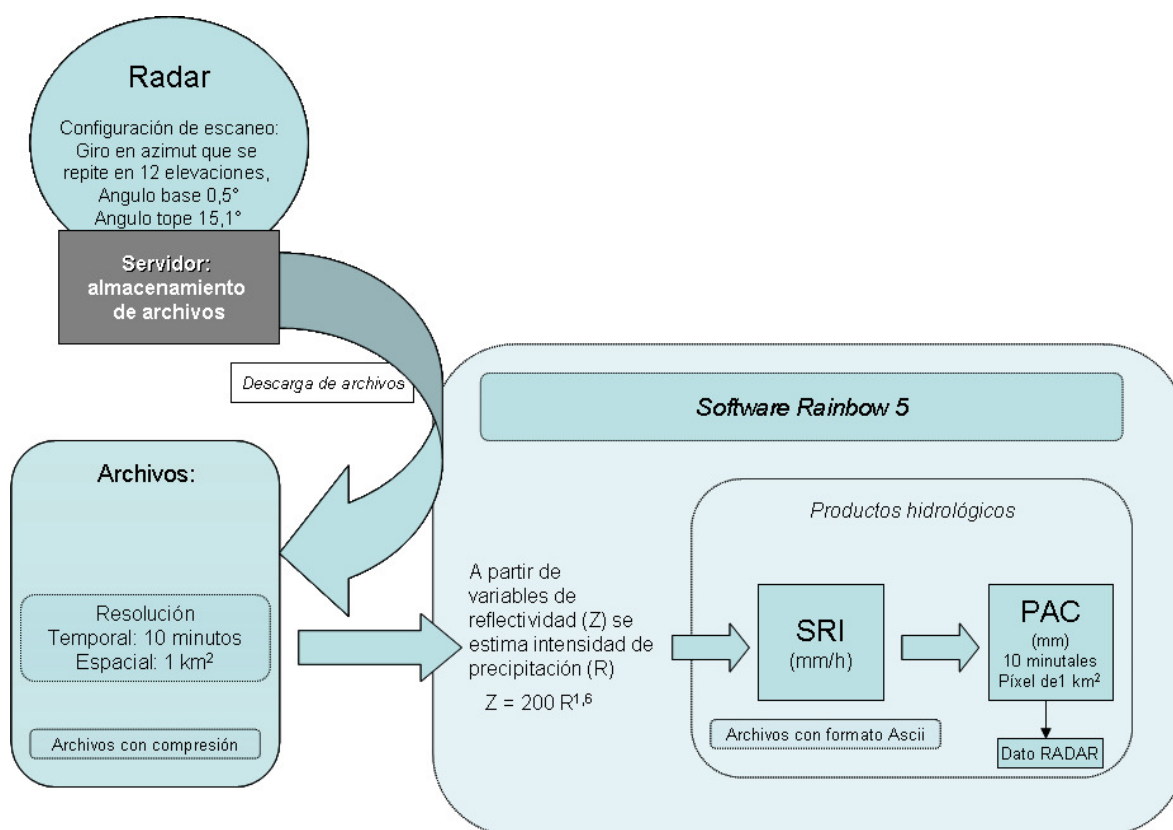 Radar
Configuración de escaneo:
Giro en azimut que se
repite en 12 elevaciones,
Angulo base 0,5°
Angulo tope 15,1°
Servidor:
almacenamiento
de archivos
Descarga de archivos
Archivos:
Resolución
Temporal: 10 minutos
Espacial: 1 km²
Archivos con compresión
Software Rainbow 5
A partir de
variables de
reflectividad (Z) se
estima intensidad de
precipitación (R)
Z = 200 R¹,⁶
Productos hidrológicos
SRI
(mm/h)
PAC
(mm)
10 minutales
Píxel de1 km²
Archivos con formato Ascii
Dato RADAR